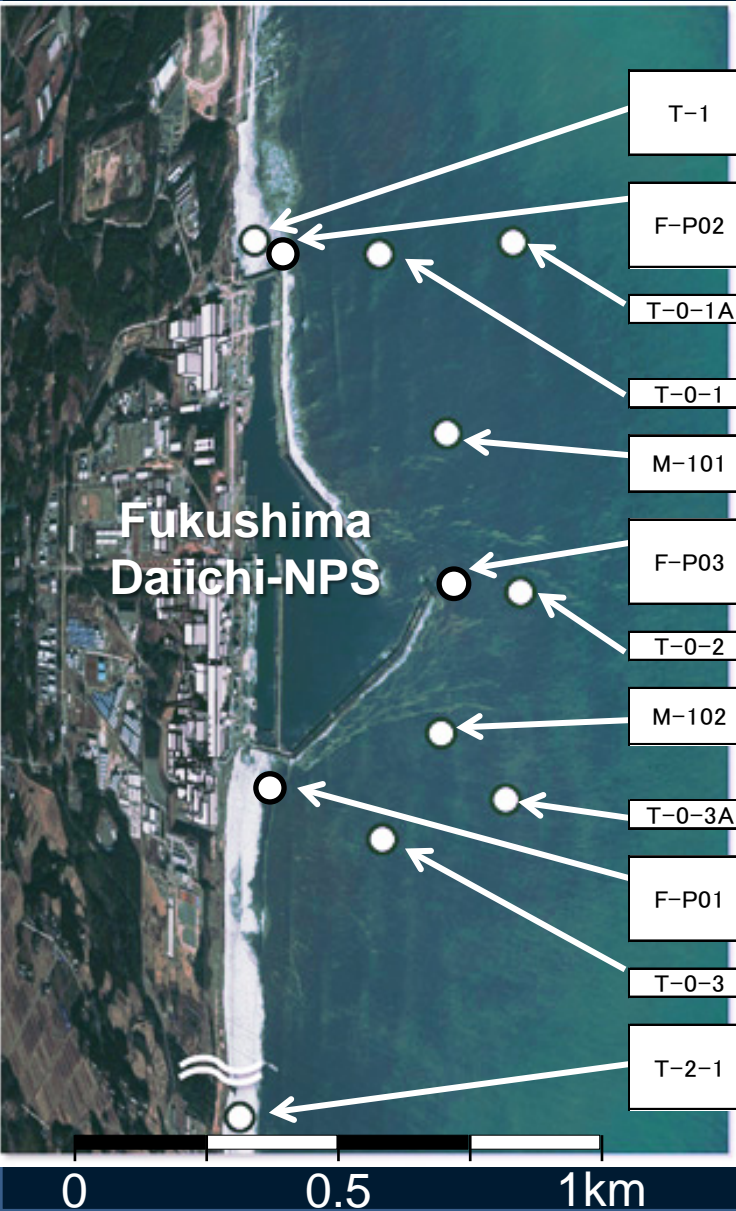 T-1
F-P02
T-0-1A
T-0-1
M-101
Fukushima
Daiichi-NPS
F-P03
T-0-2
M-102
T-0-3A
F-P01
T-0-3
T-2-1
0 0.5 1km